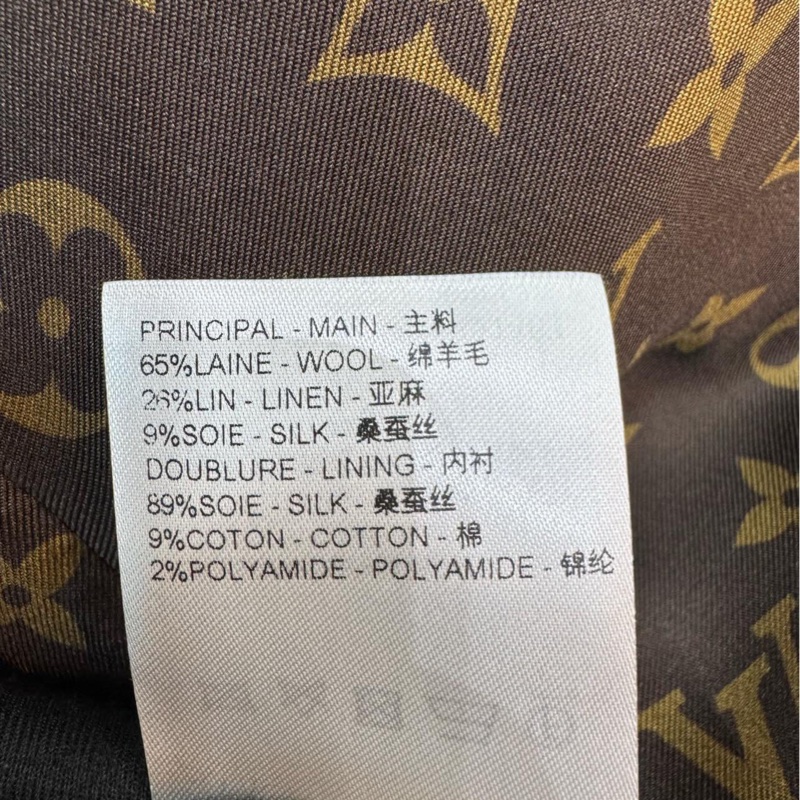 PRINCIPAL - MAIN - 主料
65%LAINE - WOOL - 绵羊毛
26%LIN - LINEN - 亚麻
9%SOIE - SILK - 桑蚕丝
DOUBLURE - LINING - 内衬
89%SOIE - SILK - 桑蚕丝
9%COTON - COTTON - 棉
2%POLYAMIDE - POLYAMIDE - 锦纶